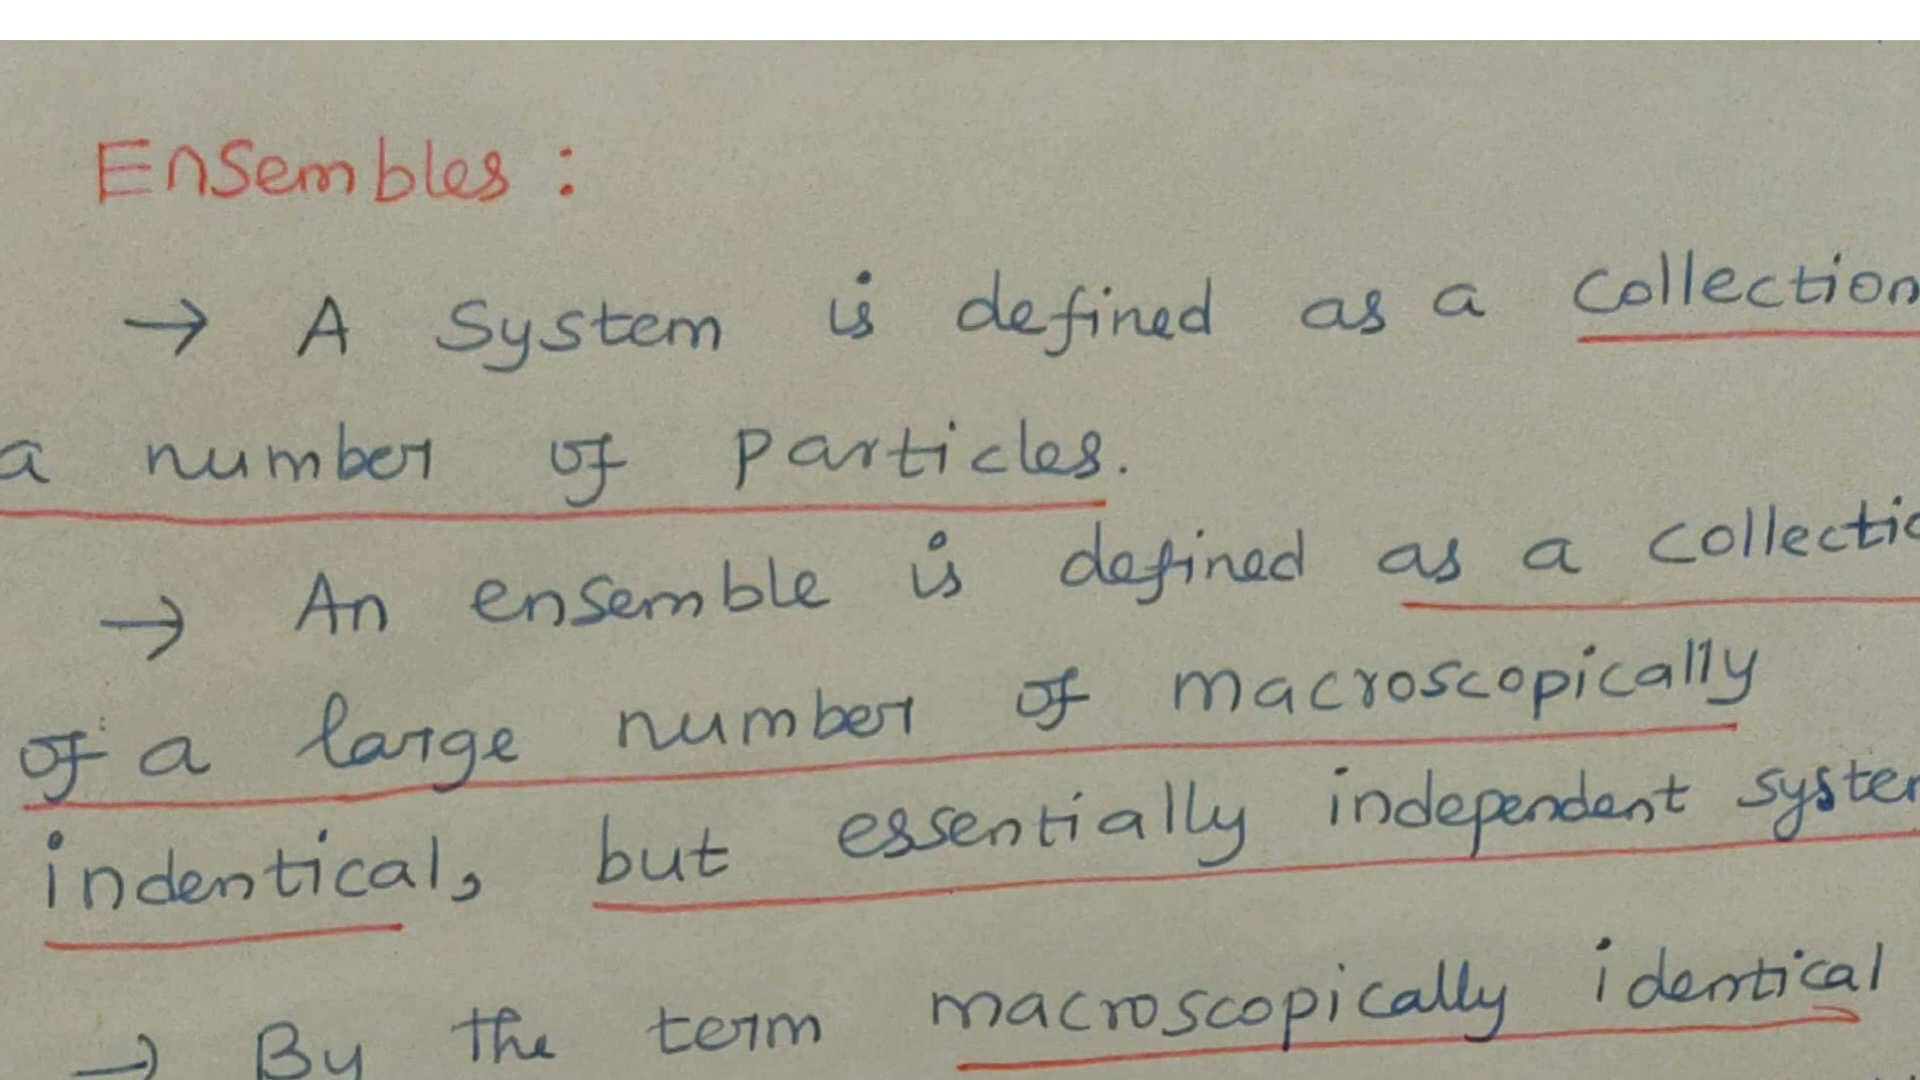 Ensembles :
→ A System is defined as a collection
a number of particles.
→ An ensemble is defined as a collectio
of a large number of macroscopically
indentical, but essentially independent system
→ By the term macroscopically identical